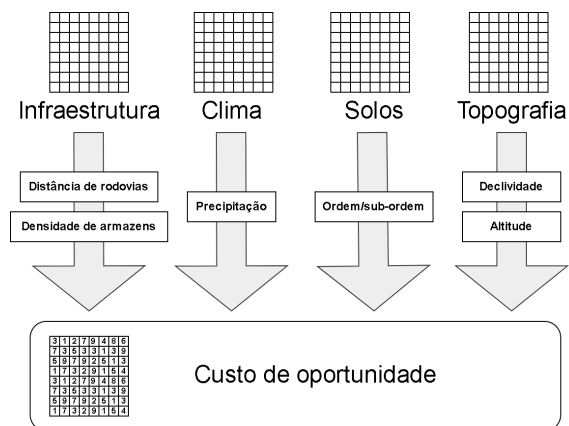 Infraestrutura
Clima
Solos
Topografia
Distância de rodovias
Densidade de armazens
Precipitação
Ordem/sub-ordem
Declividade
Altitude
3 1 2 7 9 4 8 6
7 3 5 3 3 1 3 9
5 9 7 9 2 5 1 3
1 7 3 2 9 1 5 4
3 1 2 7 9 4 8 6
7 3 5 3 3 1 3 9
5 9 7 9 2 5 1 3
1 7 3 2 9 1 5 4
Custo de oportunidade